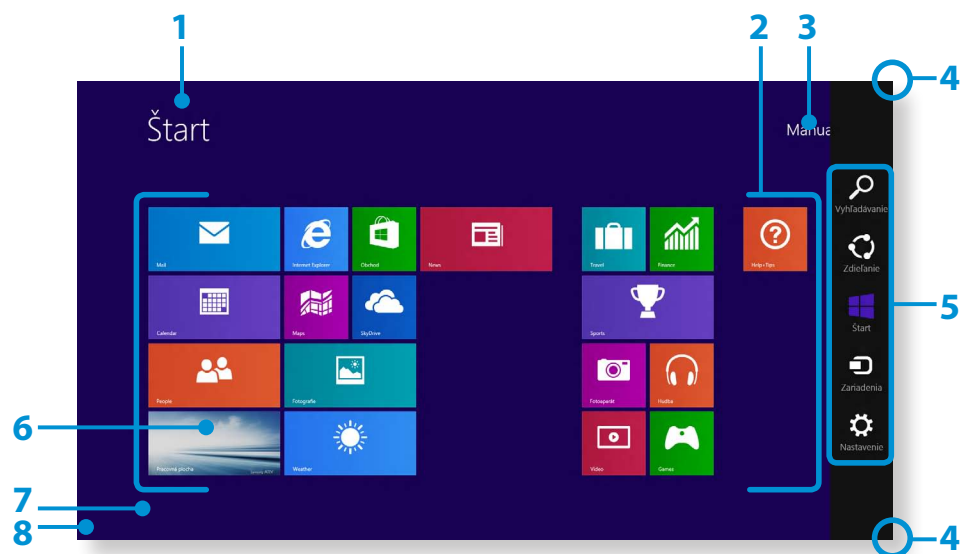 1 2 3
4
Štart
Manua
Vyhľadávanie
Mail Internet Explorer Obchod News Travel Finance Help+Tips
Zdieľanie
5
Štart
Calendar Maps SkyDrive Sports
Zariadenia
People Fotografia Fotoaparát Hudba
6
Nastavenie
Pracovná plocha Weather Video Games
7
8
4